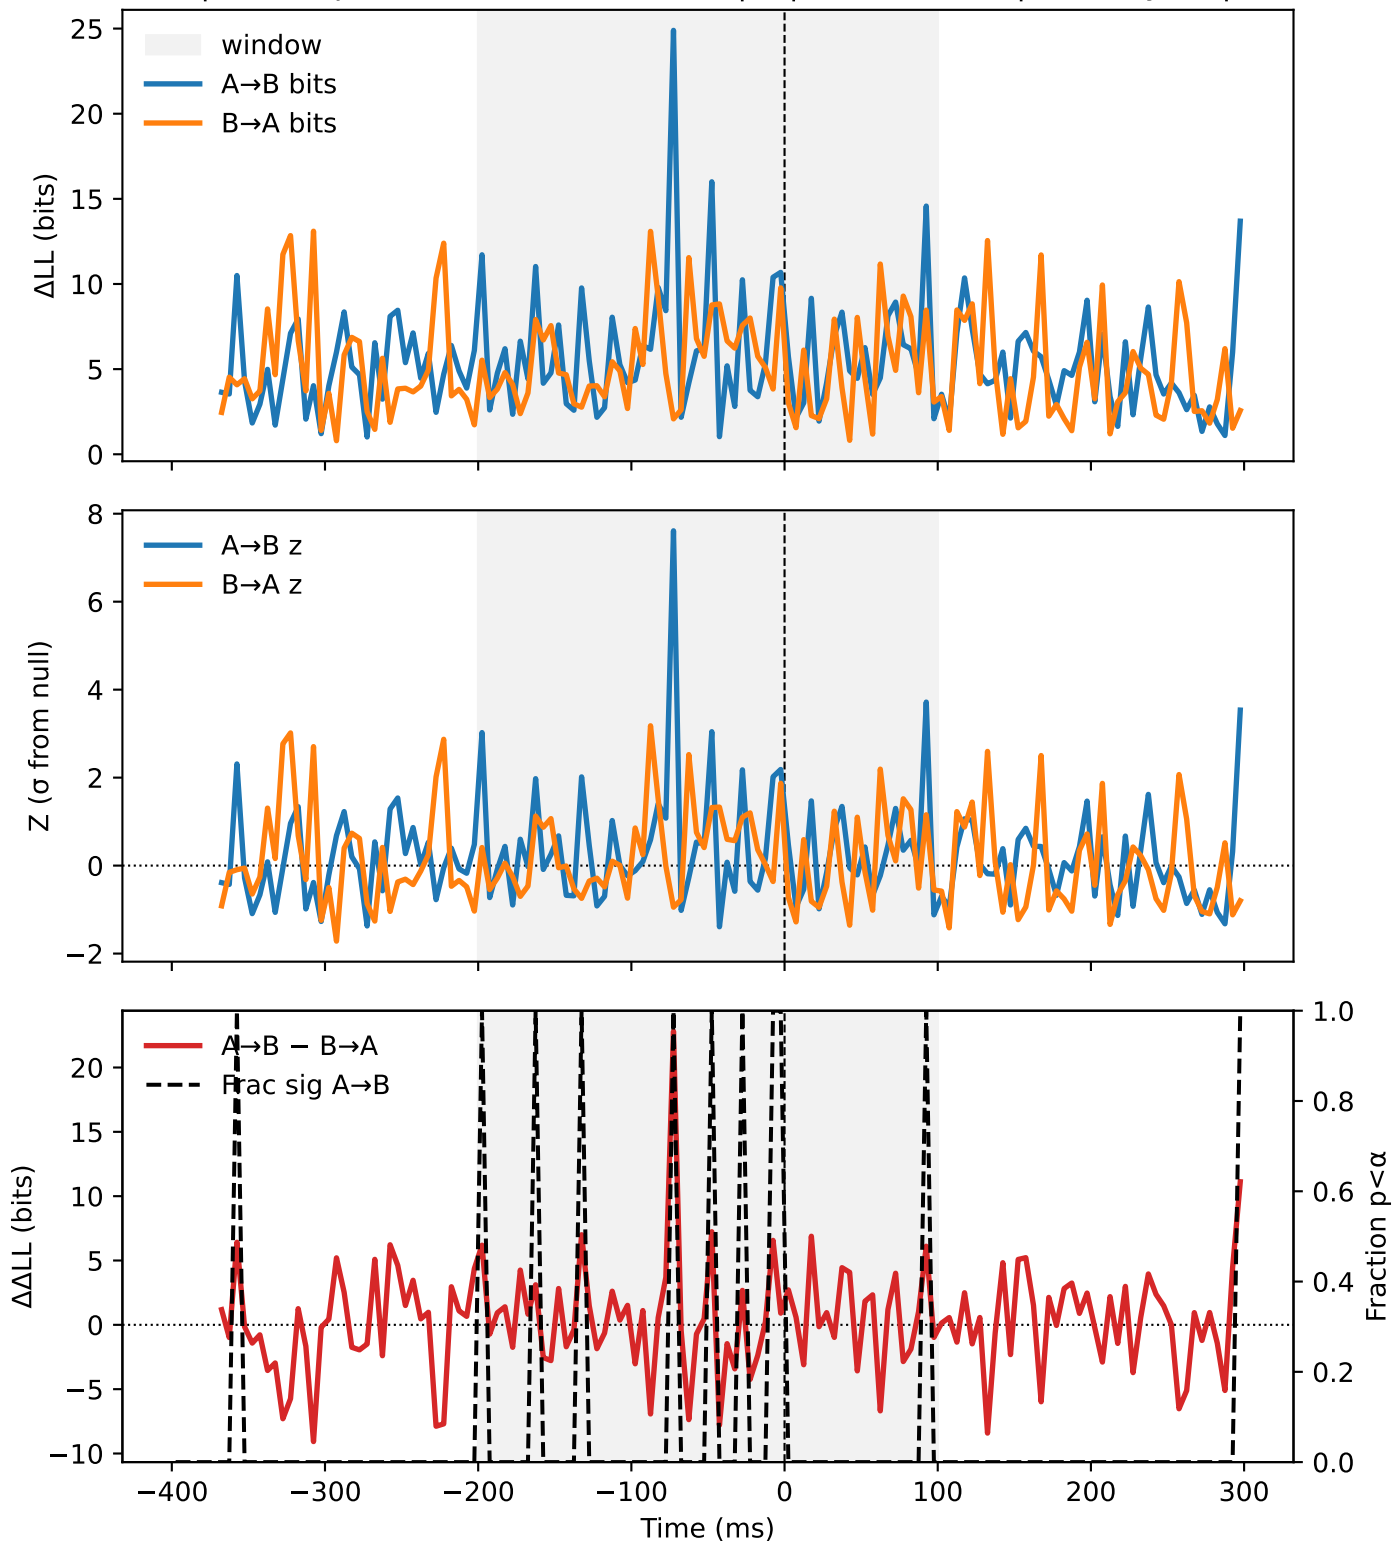 25
20
15
10
5
0
ΔLL (bits)
window
A→B bits
B→A bits
8
6
4
2
0
−2
Z (σ from null)
A→B z
B→A z
20
15
10
5
0
−5
−10
ΔΔLL (bits)
A→B − B→A
Frac sig A→B
1.0
0.8
0.6
0.4
0.2
0.0
Fraction p<α
−400 −300 −200 −100 0 100 200 300
Time (ms)